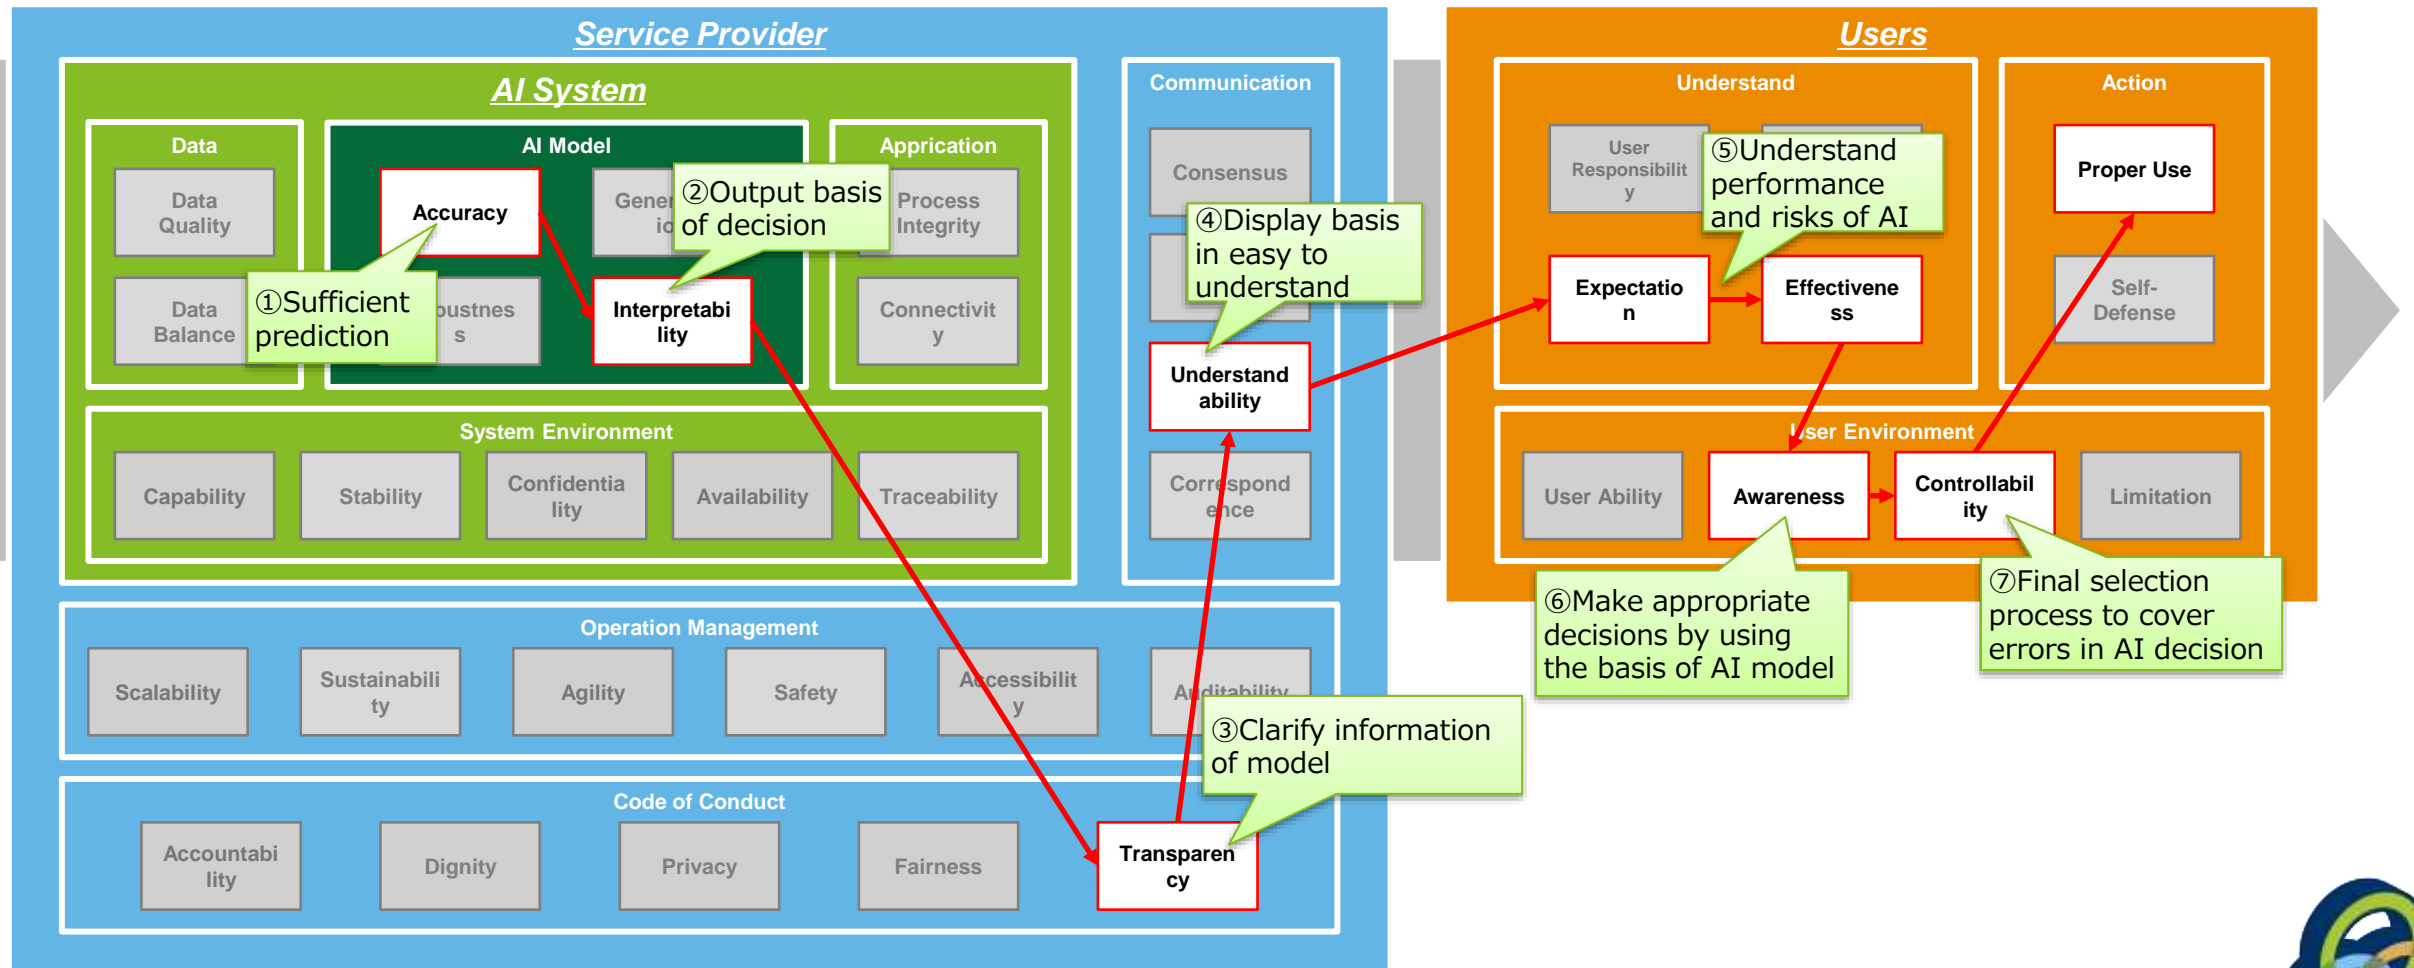 Service Provider
AI System
Data
Data
Quality
Data
Balance
AI Model
Accuracy
Interpretabi
lity
①Sufficient
prediction
②Output basis
of decision
Apprication
Process
Integrity
Connectivit
y
System Environment
Capability
Stability
Confidentia
lity
Availability
Traceability
Communication
Consensus
④Display basis
in easy to
understand
Understand
ability
Correspond
ence
Operation Management
Scalability
Sustainabili
ty
Agility
Safety
Accessibilit
y
Auditability
③Clarify information
of model
Code of Conduct
Accountabi
lity
Dignity
Privacy
Fairness
Transparen
cy
Users
Understand
User
Responsibilit
y
⑤Understand
performance
and risks of AI
Expectatio
n
Effectivene
ss
Action
Proper Use
Self-
Defense
User Environment
User Ability
Awareness
Controllabil
ity
Limitation
⑥Make appropriate
decisions by using
the basis of AI model
⑦Final selection
process to cover
errors in AI decision